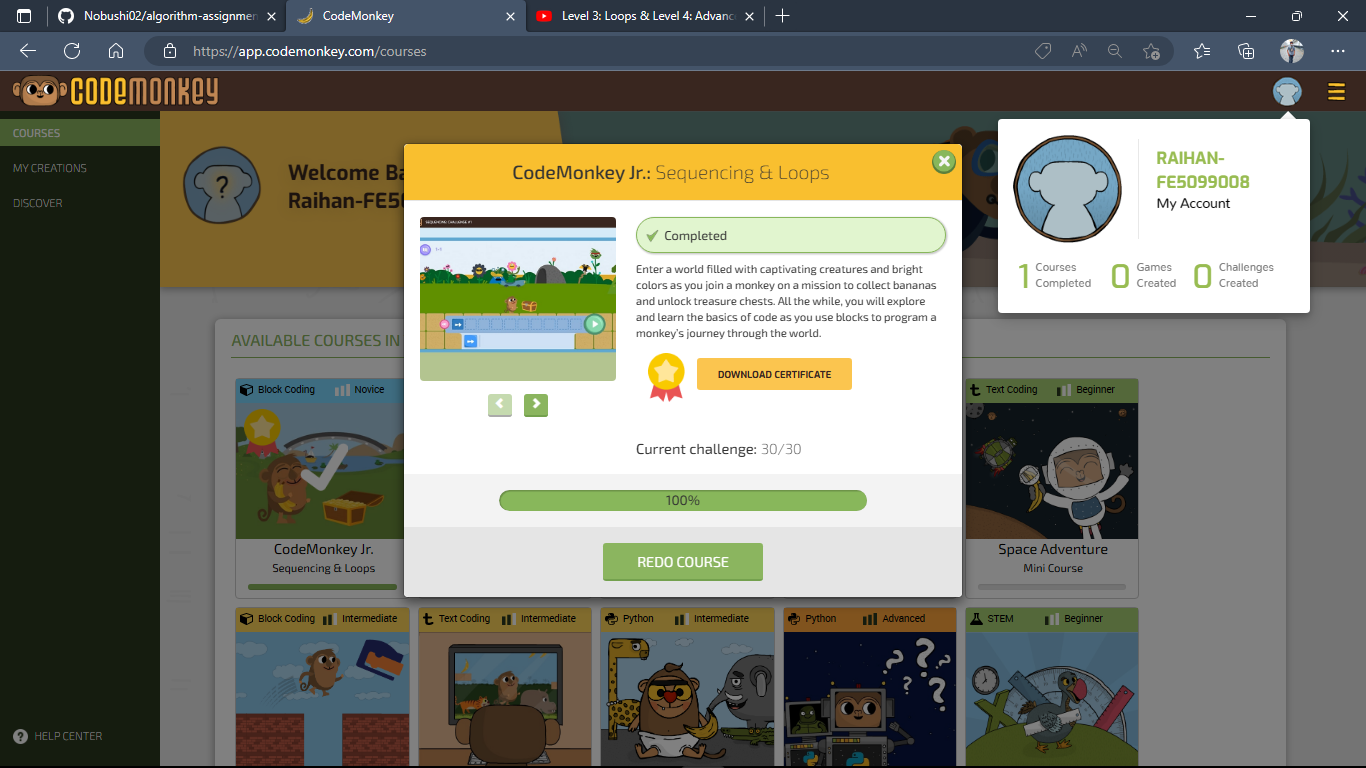 Nobushi02/algorithm-assignmen
CodeMonkey
Level 3: Loops & Level 4: Advanc
https://app.codemonkey.com/courses
CODEMONKEY
COURSES
MY CREATIONS
DISCOVER
HELP CENTER
Welcome Ba
Raihan-FE5
RAIHAN-
FE5099008
My Account
1 Courses Completed
0 Games Created
0 Challenges Created
CodeMonkey Jr.: Sequencing & Loops
SEQUENCING CHALLENGE #1
Completed
Enter a world filled with captivating creatures and bright
colors as you join a monkey on a mission to collect bananas
and unlock treasure chests. All the while, you will explore
and learn the basics of code as you use blocks to program a
monkey's journey through the world.
DOWNLOAD CERTIFICATE
Current challenge: 30/30
100%
REDO COURSE
AVAILABLE COURSES IN
Block Coding Novice
CodeMonkey Jr.
Sequencing & Loops
Text Coding Beginner
Space Adventure
Mini Course
Block Coding Intermediate
Text Coding Intermediate
Python Intermediate
Python Advanced
STEM Beginner